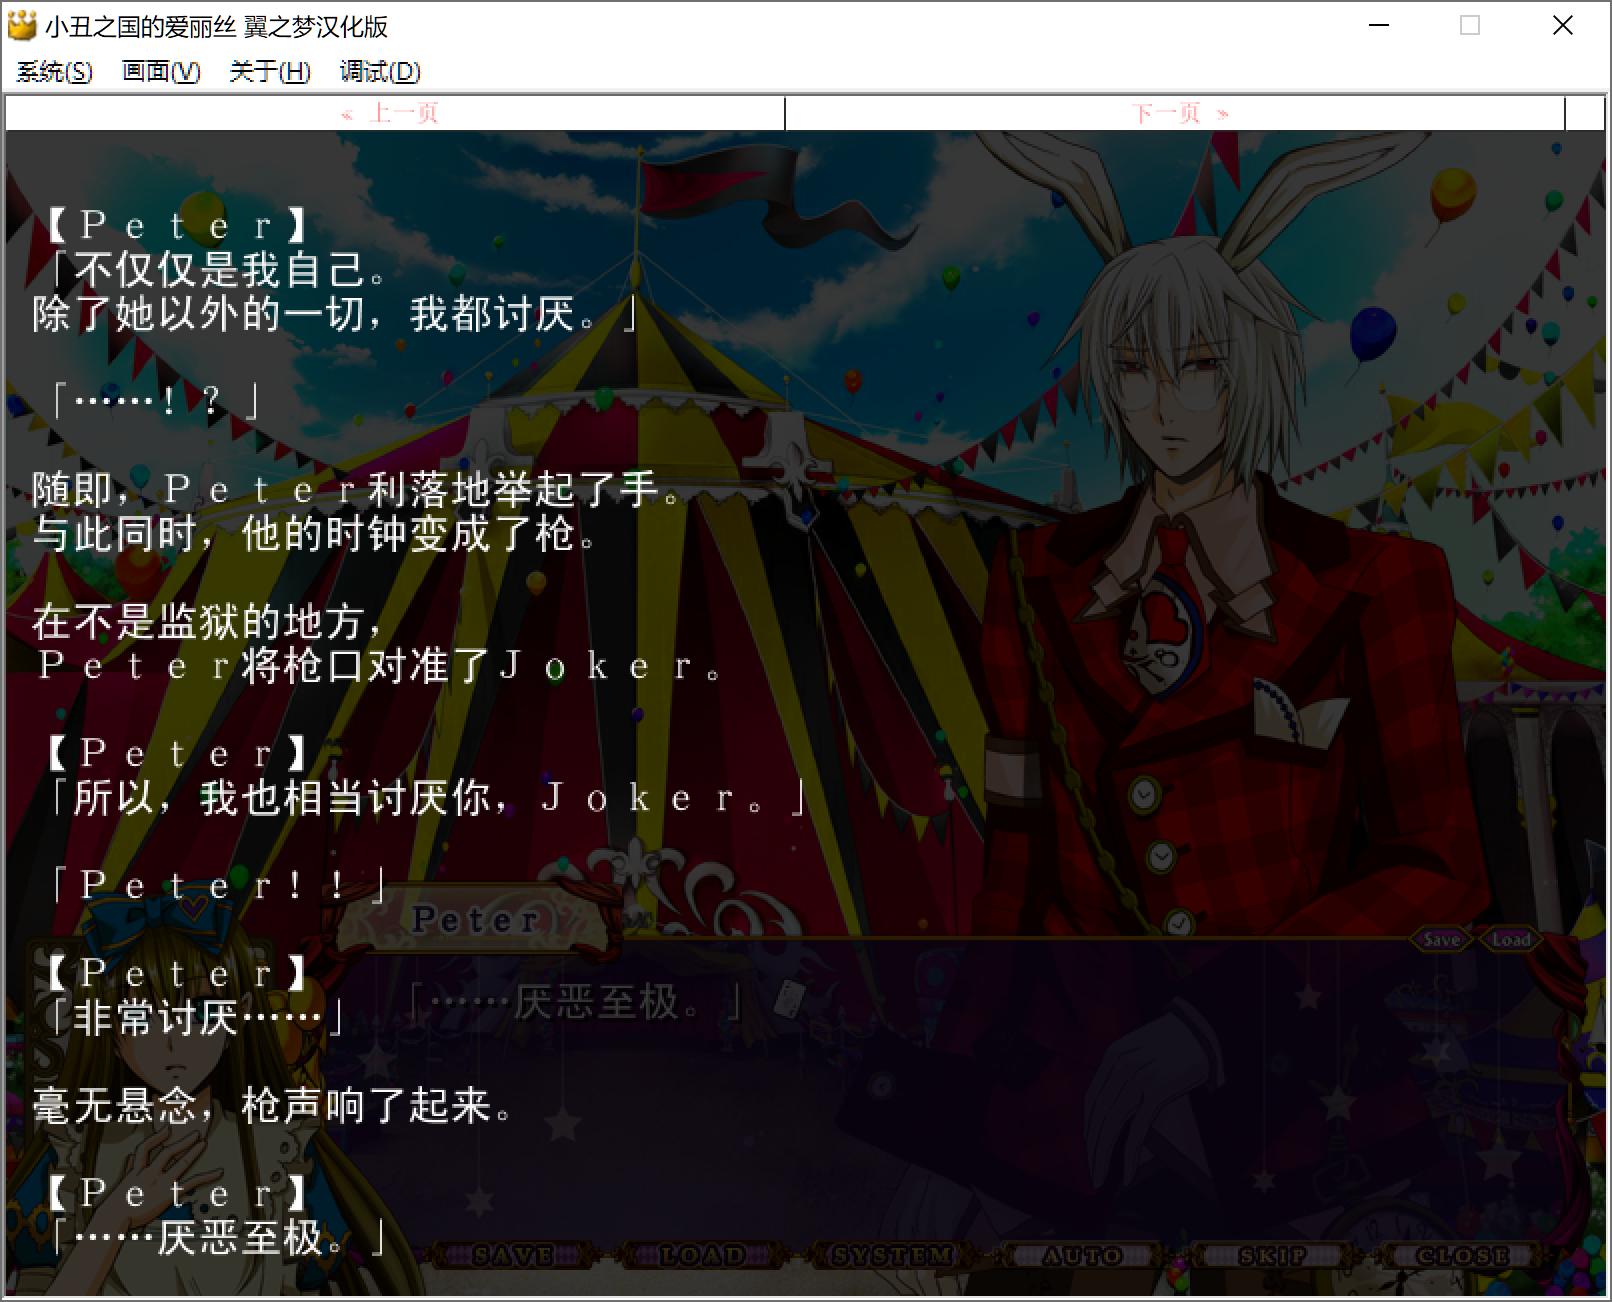 小丑之国的爱丽丝 翼之梦汉化版
系统(S) 画面(V) 关于(H) 调试(D)
« 上一页 下一页 »
【Ｐｅｔｅｒ】
「不仅仅是我自己。
除了她以外的一切，我都讨厌。」
「……！？」
随即，Ｐｅｔｅｒ利落地举起了手。
与此同时，他的时钟变成了枪。
在不是监狱的地方，
Ｐｅｔｅｒ将枪口对准了Ｊｏｋｅｒ。
【Ｐｅｔｅｒ】
「所以，我也相当讨厌你，Ｊｏｋｅｒ。」
「Ｐｅｔｅｒ！！」
Peter
Save Load
【Ｐｅｔｅｒ】
「非常讨厌……」
「……厌恶至极。」
毫无悬念，枪声响了起来。
【Ｐｅｔｅｒ】
「……厌恶至极。」
SAVE LOAD SYSTEM AUTO SKIP CLOSE